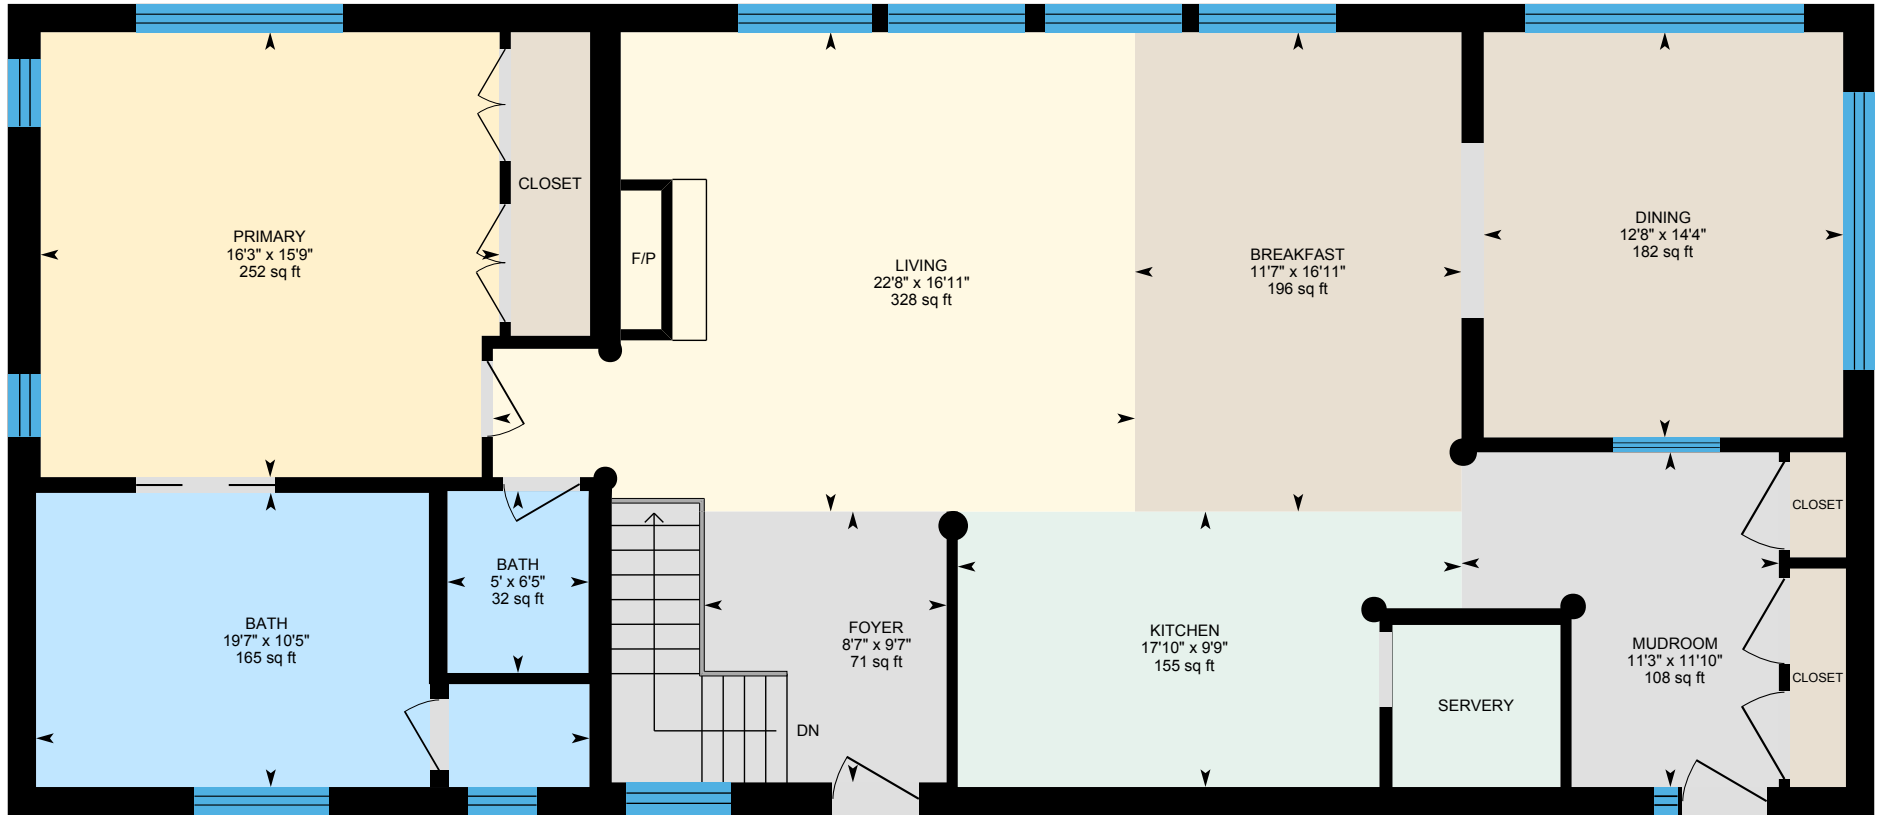 CLOSET
PRIMARY
16'3" x 15'9"
252 sq ft
F/P
LIVING
22'8" x 16'11"
328 sq ft
BREAKFAST
11'7" x 16'11"
196 sq ft
DINING
12'8" x 14'4"
182 sq ft
CLOSET
BATH
5' x 6'5"
32 sq ft
BATH
19'7" x 10'5"
165 sq ft
FOYER
8'7" x 9'7"
71 sq ft
KITCHEN
17'10" x 9'9"
155 sq ft
MUDROOM
11'3" x 11'10"
108 sq ft
CLOSET
SERVERY
DN